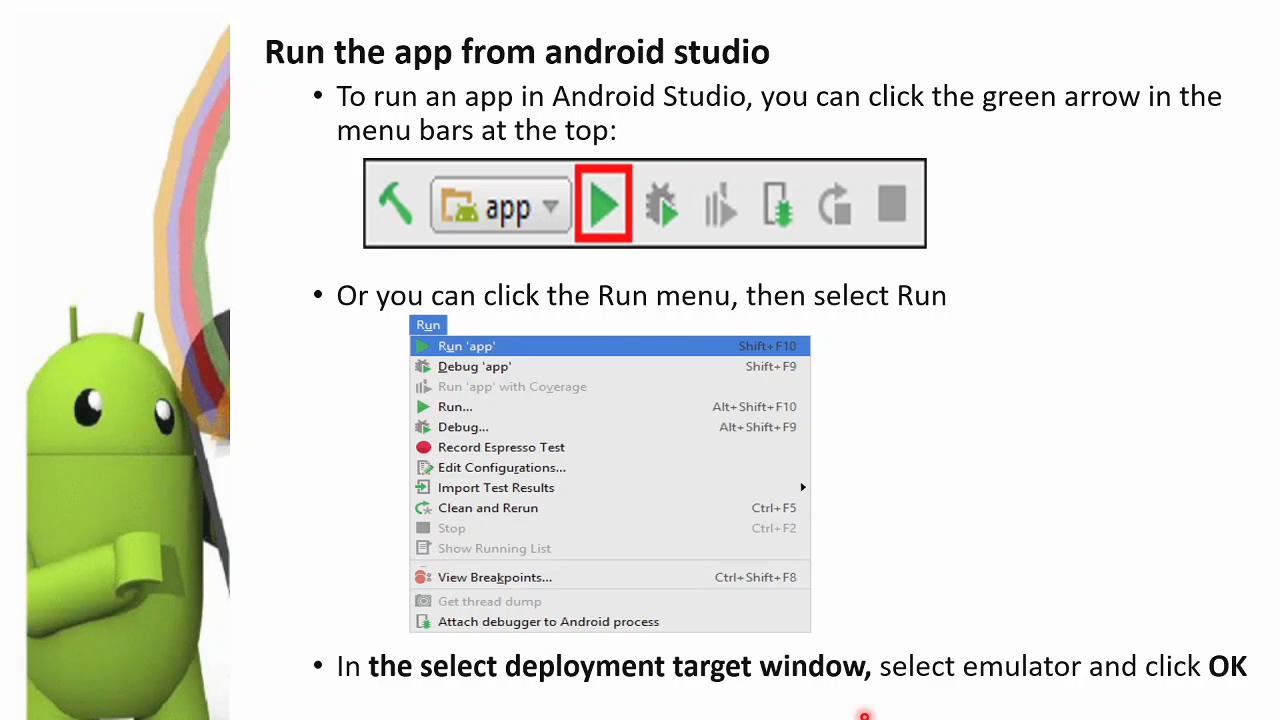 Run the app from android studio
• To run an app in Android Studio, you can click the green arrow in the
menu bars at the top:
app
• Or you can click the Run menu, then select Run
Run
Run 'app' Shift+F10
Debug 'app' Shift+F9
Run 'app' with Coverage
Run... Alt+Shift+F10
Debug... Alt+Shift+F9
Record Espresso Test
Edit Configurations...
Import Test Results
Clean and Rerun Ctrl+F5
Stop Ctrl+F2
Show Running List
View Breakpoints... Ctrl+Shift+F8
Get thread dump
Attach debugger to Android process
• In the select deployment target window, select emulator and click OK